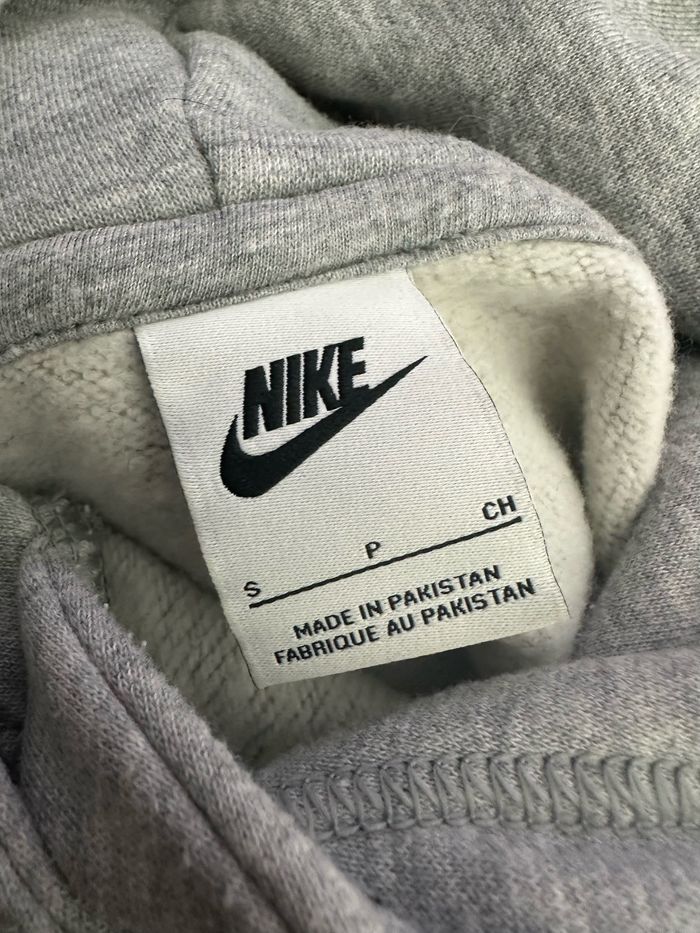 NIKE
S P CH
MADE IN PAKISTAN
FABRIQUE AU PAKISTAN